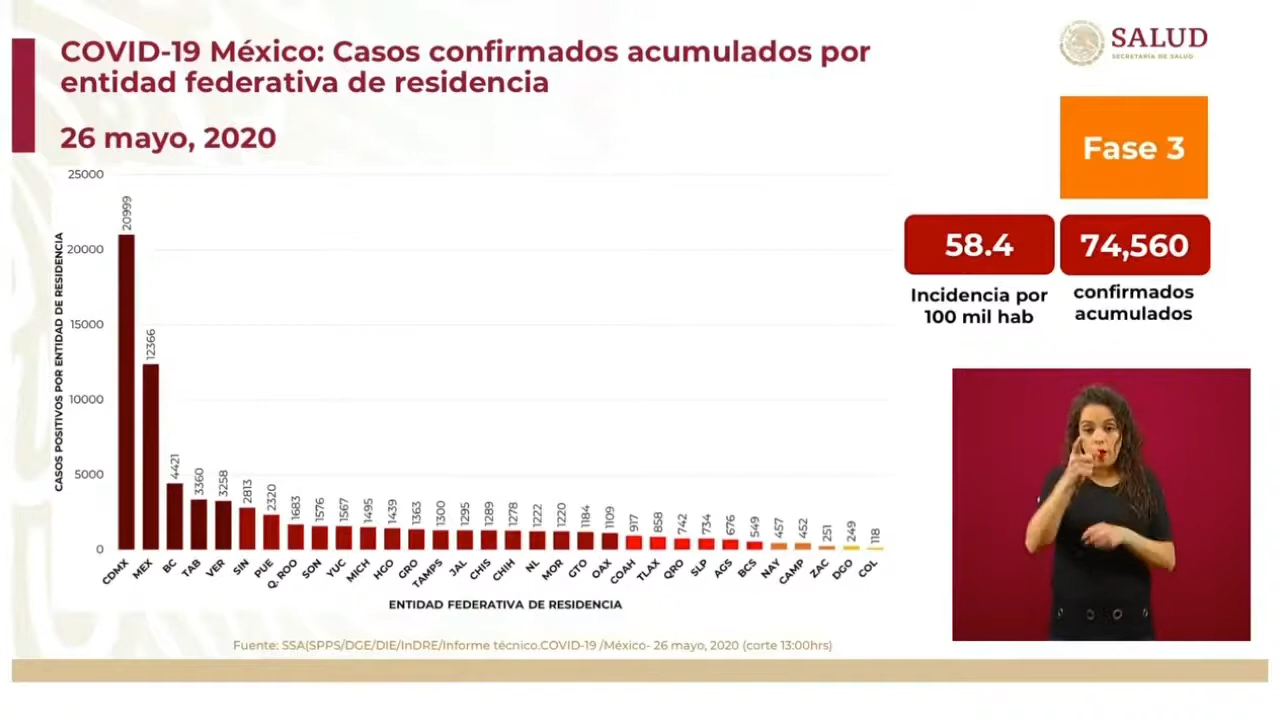 COVID-19 México: Casos confirmados acumulados por
entidad federativa de residencia
26 mayo, 2020
SALUD
SECRETARÍA DE SALUD
Fase 3
58.4
Incidencia por
100 mil hab
74,560
confirmados
acumulados
CASOS POSITIVOS POR ENTIDAD DE RESIDENCIA
25000
20000
15000
10000
5000
0
20999
12366
4421
3360
3258
2813
2320
1683
1576
1567
1495
1439
1363
1300
1295
1289
1278
1222
1220
1184
1109
917
858
742
734
676
549
457
452
251
249
118
CDMX
MEX
BC
TAB
VER
SIN
PUE
Q. ROO
SON
YUC
MICH
HGO
GRO
TAMPS
JAL
CHIS
CHIH
NL
MOR
GTO
OAX
COAH
TLAX
QRO
SLP
AGS
BCS
NAY
CAMP
ZAC
DGO
COL
ENTIDAD FEDERATIVA DE RESIDENCIA
Fuente: SSA(SPPS/DGE/DIE/InDRE/Informe técnico.COVID-19 /México- 26 mayo, 2020 (corte 13:00hrs)